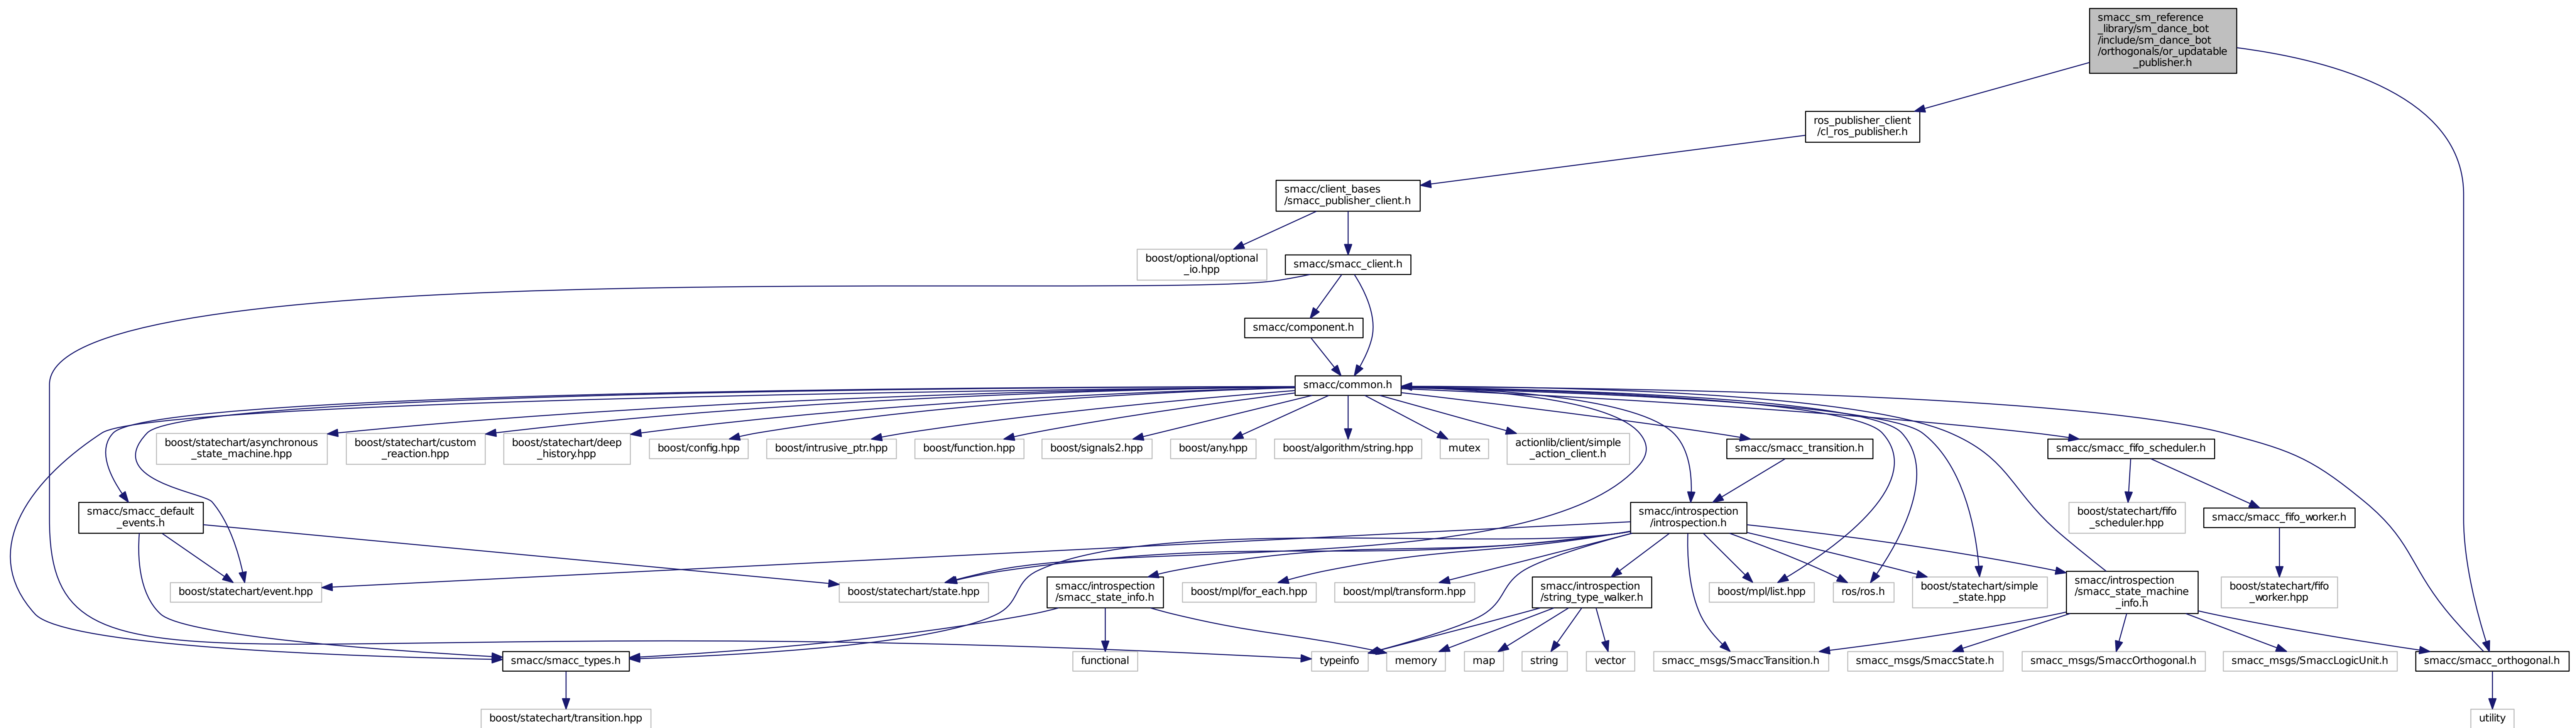 smacc_sm_reference
_library/sm_dance_bot
/include/sm_dance_bot
/orthogonals/or_updatable
_publisher.h
ros_publisher_client
/cl_ros_publisher.h
smacc/client_bases
/smacc_publisher_client.h
boost/optional/optional
_io.hpp
smacc/smacc_client.h
smacc/component.h
smacc/common.h
boost/statechart/asynchronous
_state_machine.hpp
boost/statechart/custom
_reaction.hpp
boost/statechart/deep
_history.hpp
boost/config.hpp
boost/intrusive_ptr.hpp
boost/function.hpp
boost/signals2.hpp
boost/any.hpp
boost/algorithm/string.hpp
mutex
actionlib/client/simple
_action_client.h
smacc/smacc_transition.h
smacc/smacc_fifo_scheduler.h
smacc/smacc_default
_events.h
smacc/introspection
/introspection.h
boost/statechart/fifo
_scheduler.hpp
smacc/smacc_fifo_worker.h
boost/statechart/event.hpp
boost/statechart/state.hpp
smacc/introspection
/smacc_state_info.h
boost/mpl/for_each.hpp
boost/mpl/transform.hpp
smacc/introspection
/string_type_walker.h
boost/mpl/list.hpp
ros/ros.h
boost/statechart/simple
_state.hpp
smacc/introspection
/smacc_state_machine
_info.h
boost/statechart/fifo
_worker.hpp
smacc/smacc_types.h
functional
typeinfo
memory
map
string
vector
smacc_msgs/SmaccTransition.h
smacc_msgs/SmaccState.h
smacc_msgs/SmaccOrthogonal.h
smacc_msgs/SmaccLogicUnit.h
smacc/smacc_orthogonal.h
boost/statechart/transition.hpp
utility